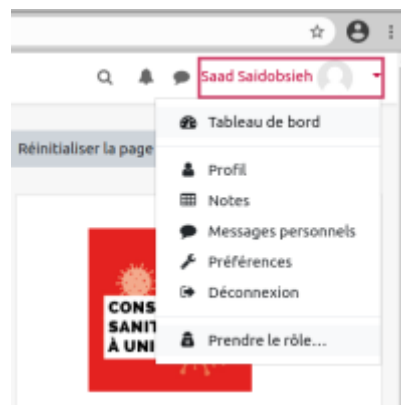 Saad Saidobsieh
Tableau de bord
Réinitialiser la page
Profil
Notes
Messages personnels
Préférences
Déconnexion
CONS
SANIT
À UNI
Prendre le rôle...